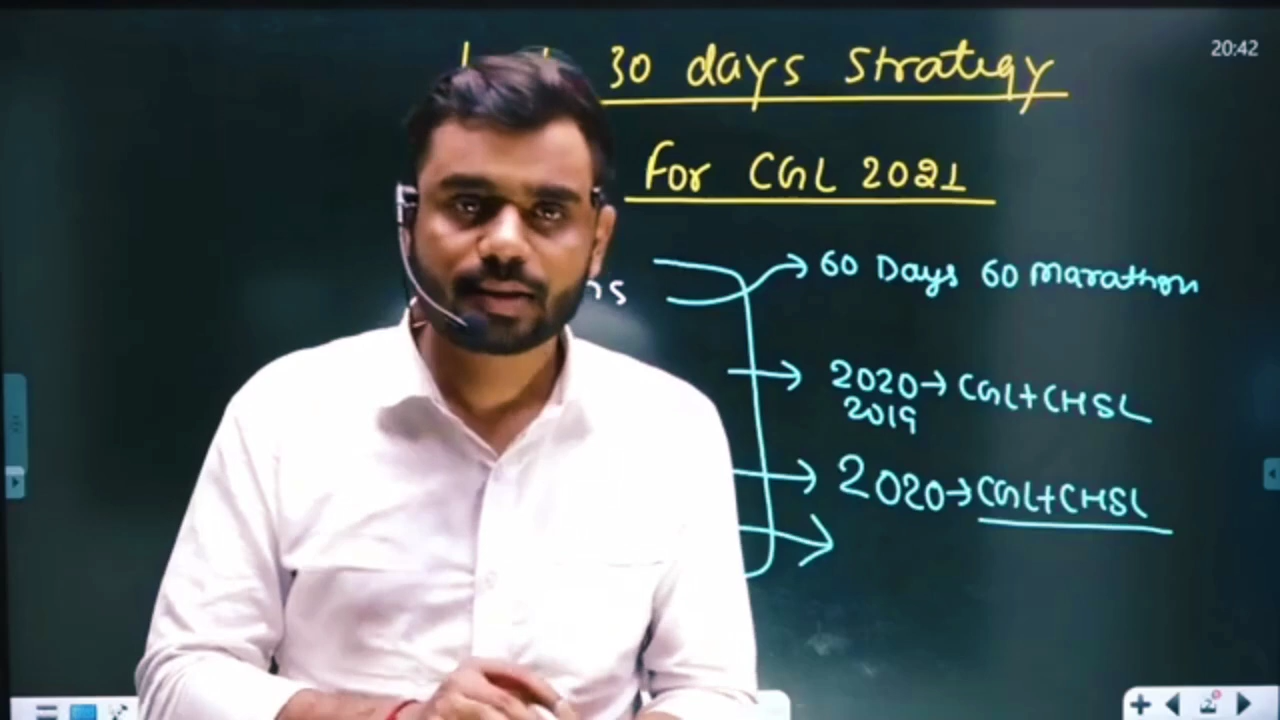 20:42
30 days Strategy
For CGL 2021
60 Days 60 Marathon
2020→ CGL+CHSL
2019
2020→CGL+CHSL